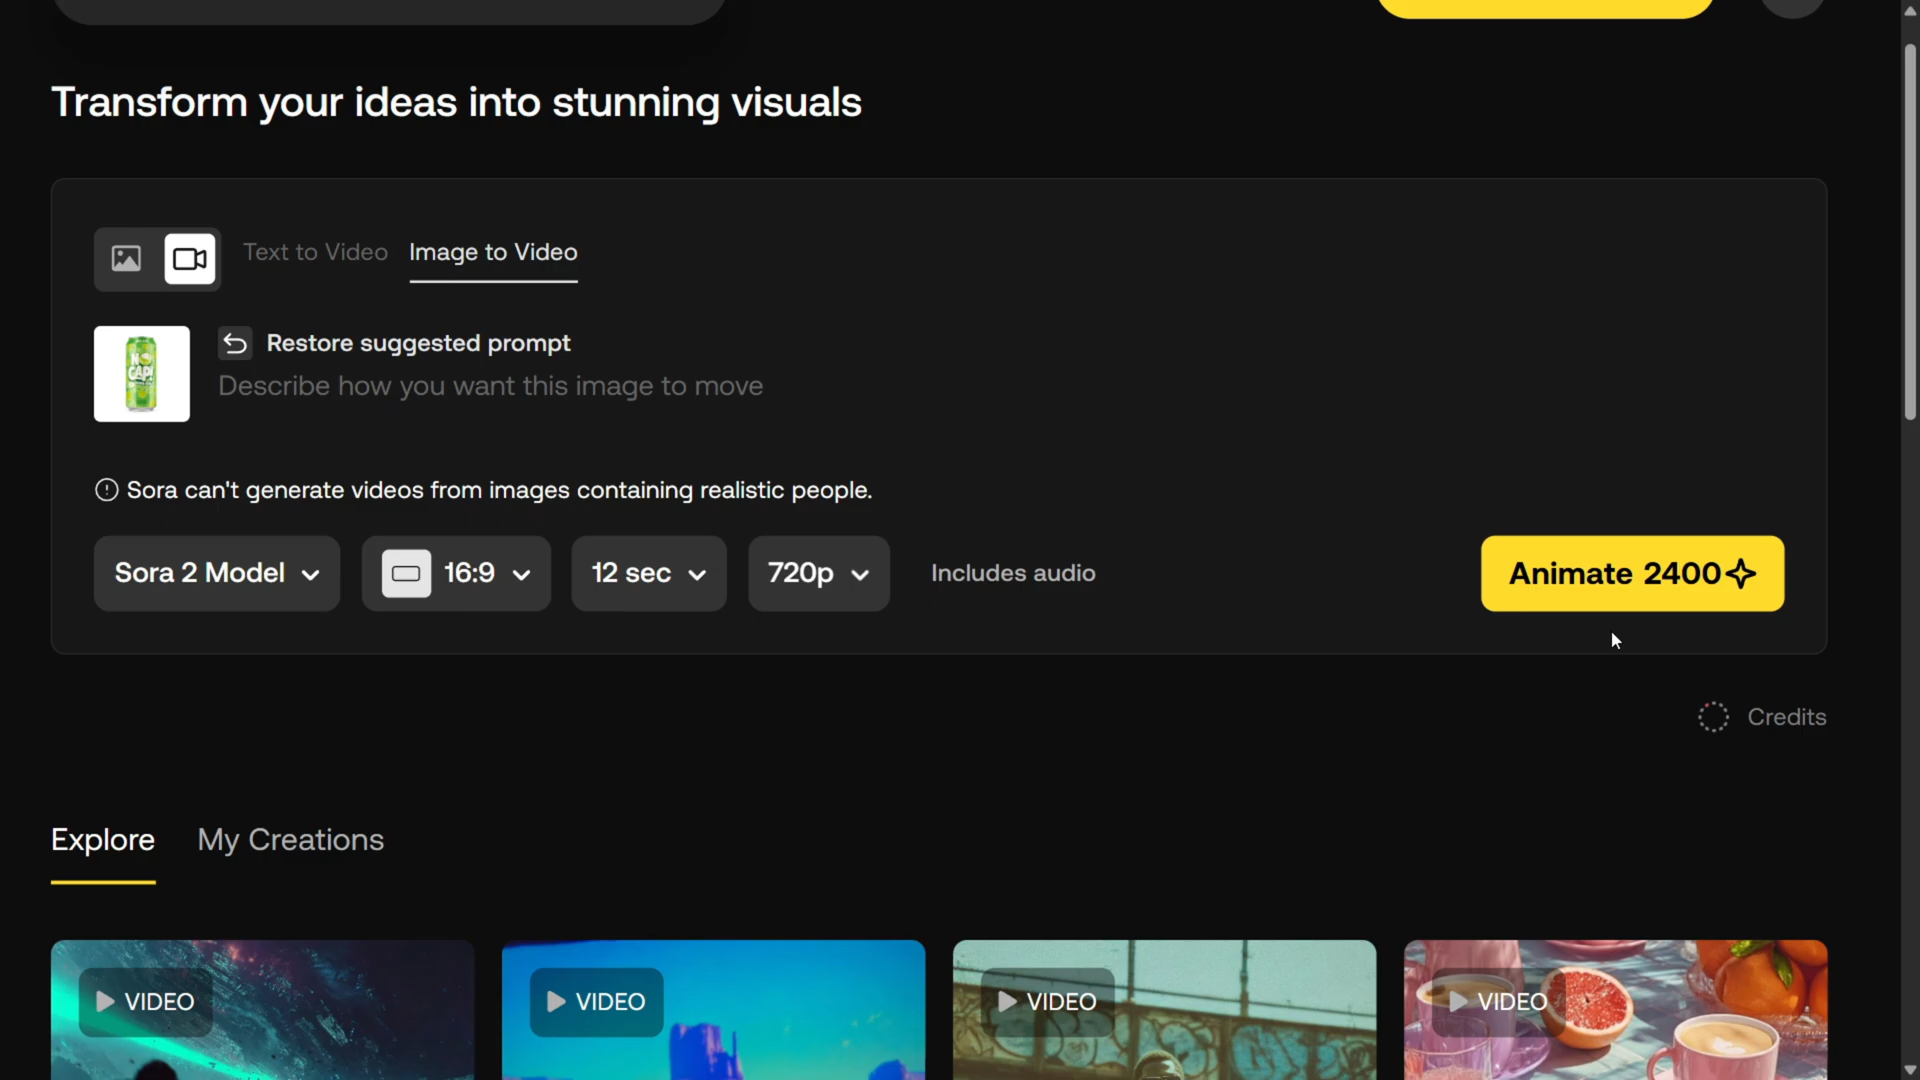 Transform your ideas into stunning visuals
Text to Video
Image to Video
Restore suggested prompt
NO
CAP!
Describe how you want this image to move
Sora can't generate videos from images containing realistic people.
Sora 2 Model
16:9
12 sec
720p
Includes audio
Animate 2400
Credits
Explore
My Creations
VIDEO
VIDEO
VIDEO
VIDEO